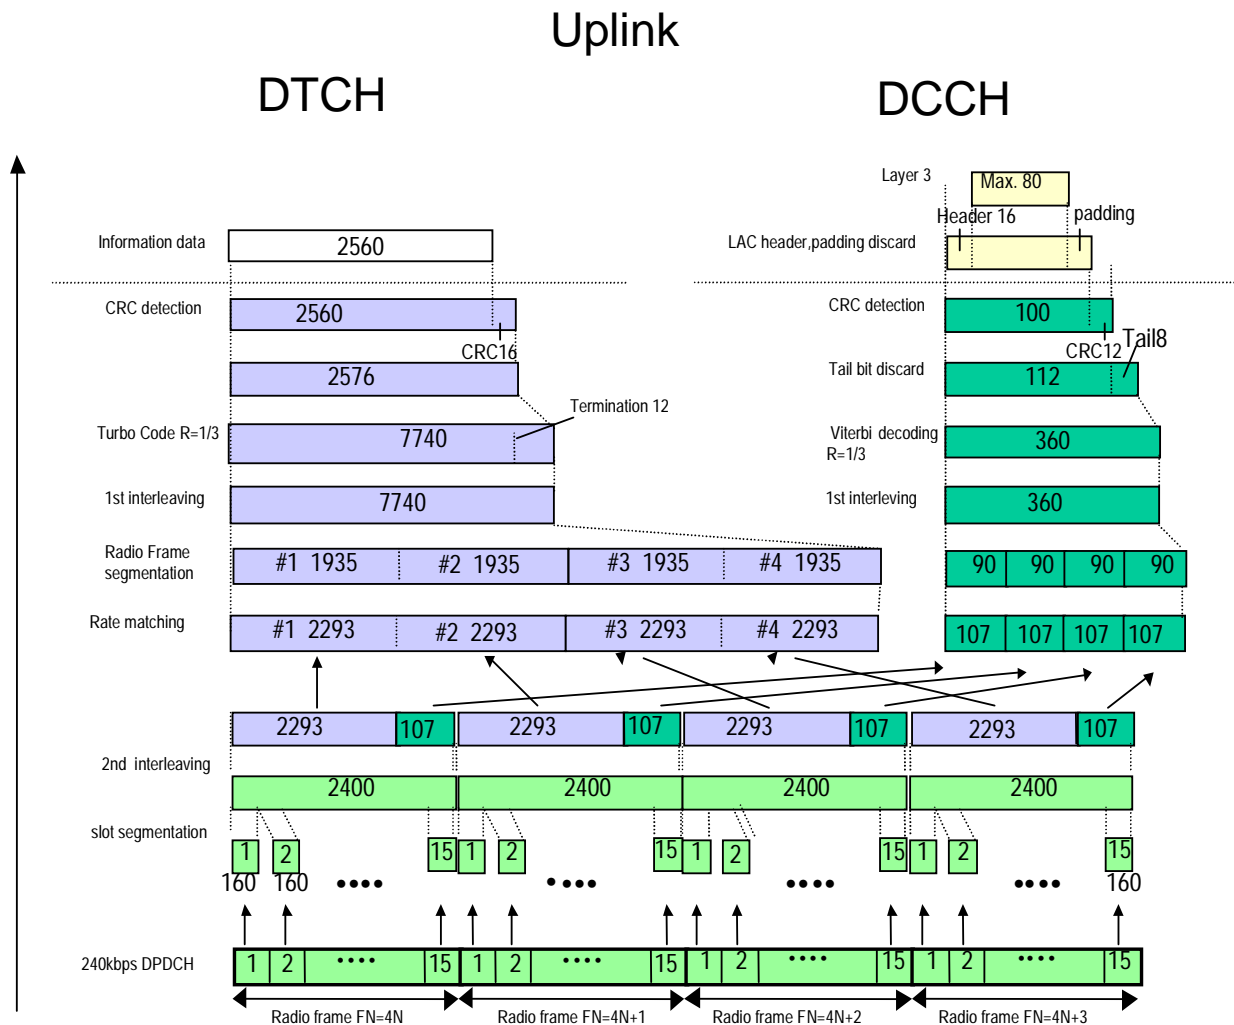 Uplink
DTCH
DCCH
Layer 3
Max. 80
Header 16
padding
Information data
2560
LAC header,padding discard
CRC detection
2560
CRC16
CRC detection
100
CRC12
Tail8
2576
Tail bit discard
112
Termination 12
Turbo Code R=1/3
7740
Viterbi decoding
R=1/3
360
1st interleaving
7740
1st interleving
360
Radio Frame
segmentation
#1 1935
#2 1935
#3 1935
#4 1935
90
90
90
90
Rate matching
#1 2293
#2 2293
#3 2293
#4 2293
107
107
107
107
2293
107
2293
107
2293
107
2293
107
2nd interleaving
2400
2400
2400
2400
slot segmentation
1
2
15
1
2
15
1
2
15
1
2
15
160
160
160
240kbps DPDCH
1
2
15
1
2
15
1
2
15
1
2
15
Radio frame FN=4N
Radio frame FN=4N+1
Radio frame FN=4N+2
Radio frame FN=4N+3